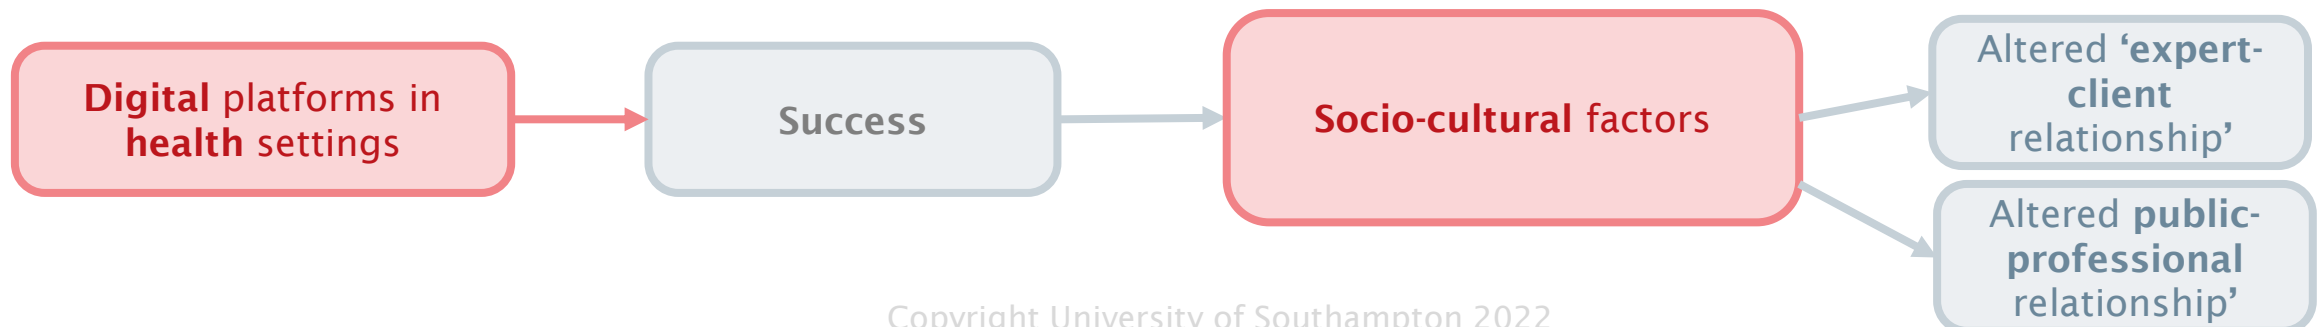 Digital platforms in
health settings
Success
Socio-cultural factors
Altered ‘expert-
client
relationship’
Altered public-
professional
relationship’
Copyright University of Southampton 2022